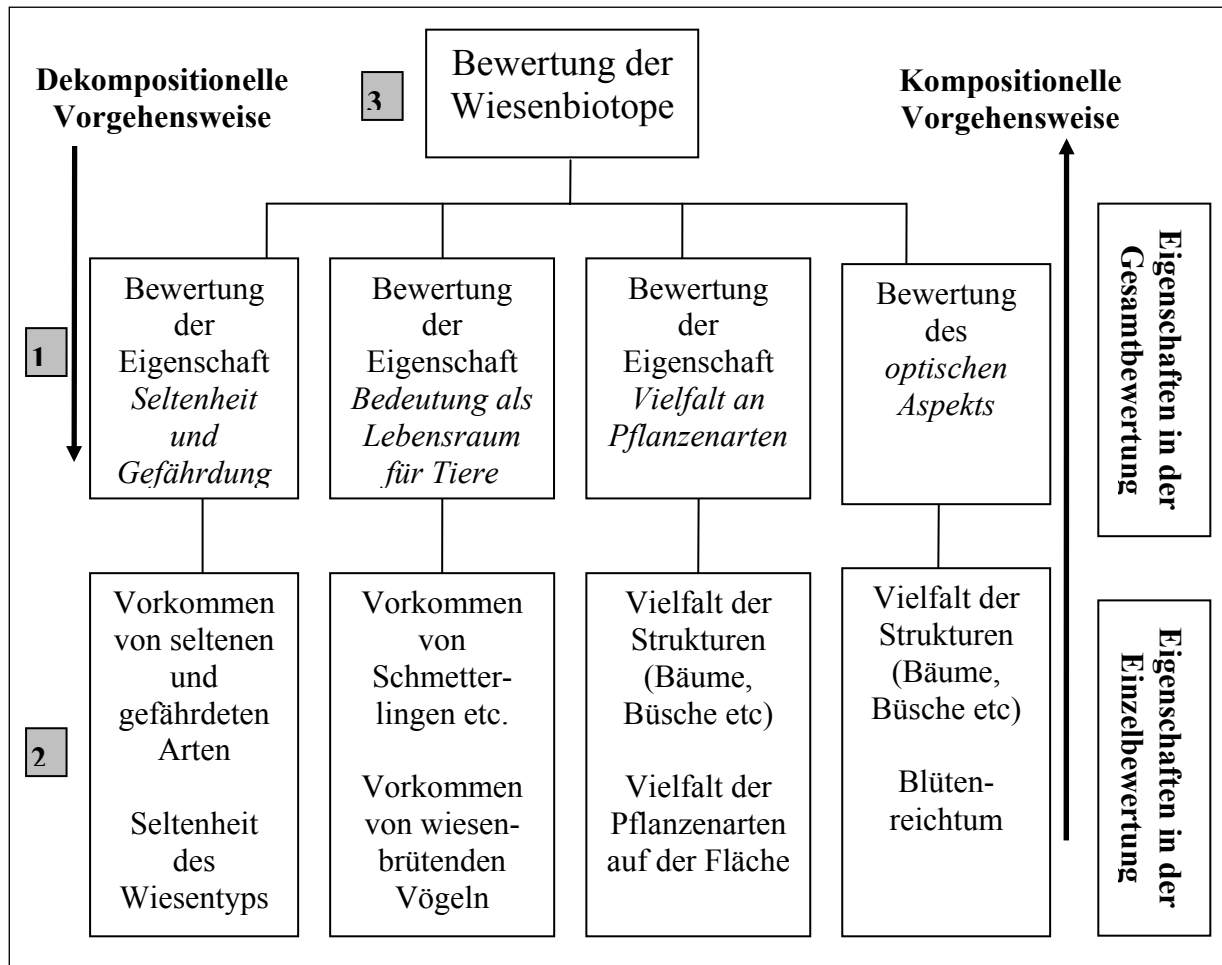 Dekompositionelle
Vorgehensweise
3
Bewertung der
Wiesenbiotope
Kompositionelle
Vorgehensweise
1
Bewertung
der
Eigenschaft
Seltenheit
und
Gefährdung
Bewertung
der
Eigenschaft
Bedeutung als
Lebensraum
für Tiere
Bewertung
der
Eigenschaft
Vielfalt an
Pflanzenarten
Bewertung
des
optischen
Aspekts
Eigenschaften in der
Gesamtbewertung
2
Vorkommen
von seltenen
und
gefährdeten
Arten
Seltenheit
des
Wiesentyps
Vorkommen
von
Schmetter-
lingen etc.
Vorkommen
von wiesen-
brütenden
Vögeln
Vielfalt der
Strukturen
(Bäume,
Büsche etc)
Vielfalt der
Pflanzenarten
auf der Fläche
Vielfalt der
Strukturen
(Bäume,
Büsche etc)
Blüten-
reichtum
Eigenschaften in der
Einzelbewertung